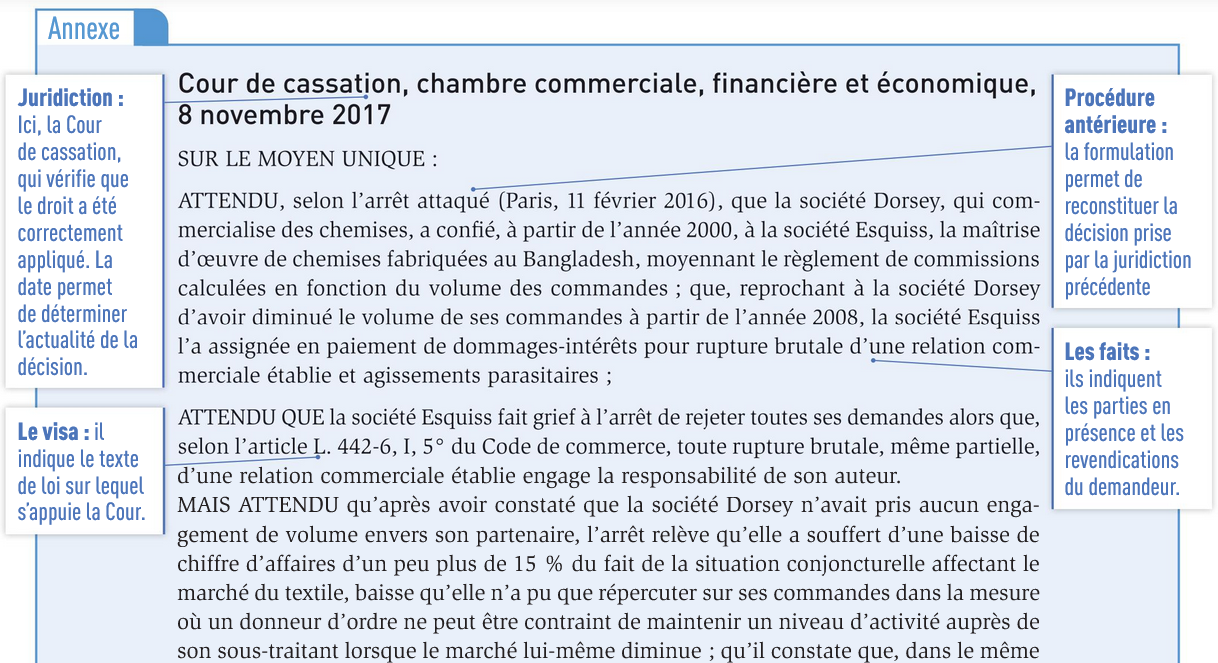 Annexe
Juridiction :
Ici, la Cour
de cassation,
qui vérifie que
le droit a été
correctement
appliqué. La
date permet
de déterminer
l’actualité de la
décision.
Le visa : il
indique le texte
de loi sur lequel
s’appuie la Cour.
Cour de cassation, chambre commerciale, financière et économique,
8 novembre 2017
SUR LE MOYEN UNIQUE :
ATTENDU, selon l’arrêt attaqué (Paris, 11 février 2016), que la société Dorsey, qui com-
mercialise des chemises, a confié, à partir de l’année 2000, à la société Esquiss, la maîtrise
d’œuvre de chemises fabriquées au Bangladesh, moyennant le règlement de commissions
calculées en fonction du volume des commandes ; que, reprochant à la société Dorsey
d’avoir diminué le volume de ses commandes à partir de l’année 2008, la société Esquiss
l’a assignée en paiement de dommages-intérêts pour rupture brutale d’une relation com-
merciale établie et agissements parasitaires ;
ATTENDU QUE la société Esquiss fait grief à l’arrêt de rejeter toutes ses demandes alors que,
selon l’article L. 442-6, I, 5° du Code de commerce, toute rupture brutale, même partielle,
d’une relation commerciale établie engage la responsabilité de son auteur.
MAIS ATTENDU qu’après avoir constaté que la société Dorsey n’avait pris aucun enga-
gement de volume envers son partenaire, l’arrêt relève qu’elle a souffert d’une baisse de
chiffre d’affaires d’un peu plus de 15 % du fait de la situation conjoncturelle affectant le
marché du textile, baisse qu’elle n’a pu que répercuter sur ses commandes dans la mesure
où un donneur d’ordre ne peut être contraint de maintenir un niveau d’activité auprès de
son sous-traitant lorsque le marché lui-même diminue ; qu’il constate que, dans le même
Procédure
antérieure :
la formulation
permet de
reconstituer la
décision prise
par la juridiction
précédente
Les faits :
ils indiquent
les parties en
présence et les
revendications
du demandeur.